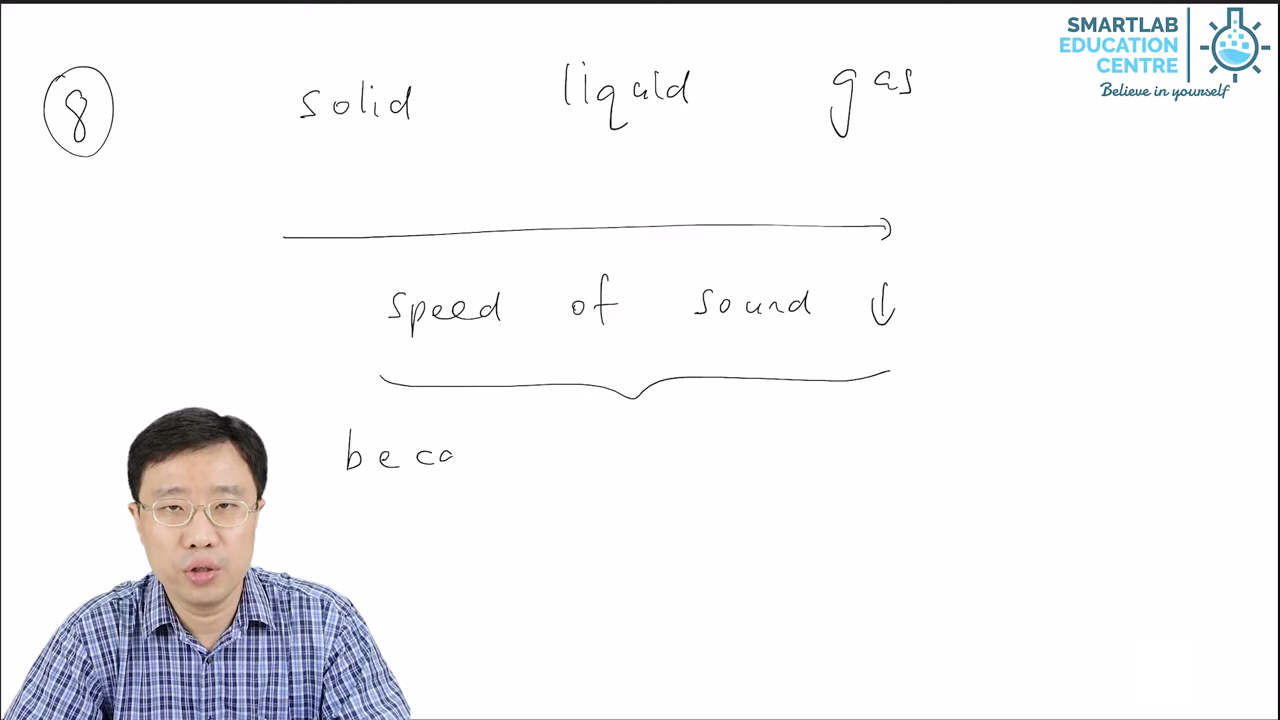 SMARTLAB
EDUCATION
CENTRE
Believe in yourself
8
solid liquid gas
speed of sound ↓
beca